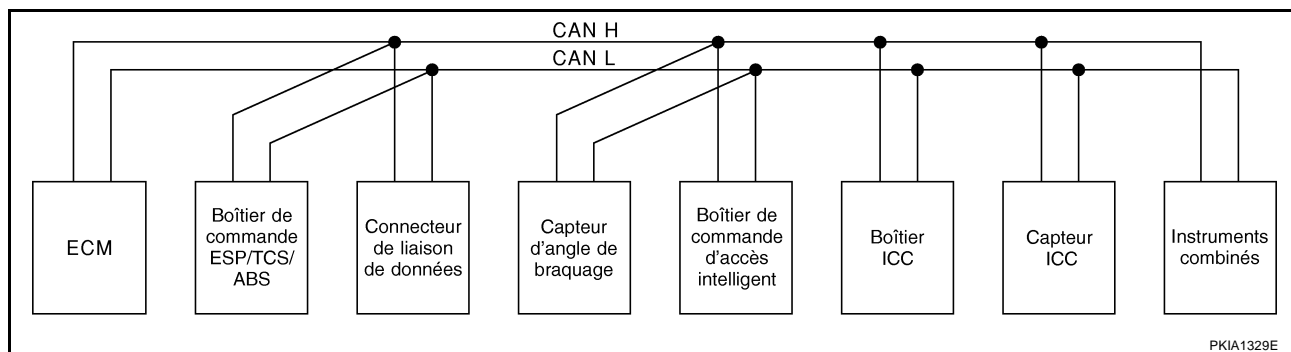 CAN H
CAN L
ECM
Boîtier de
commande
ESP/TCS/
ABS
Connecteur
de liaison
de données
Capteur
d'angle de
braquage
Boîtier de
commande
d'accès
intelligent
Boîtier
ICC
Capteur
ICC
Instruments
combinés
PKIA1329E